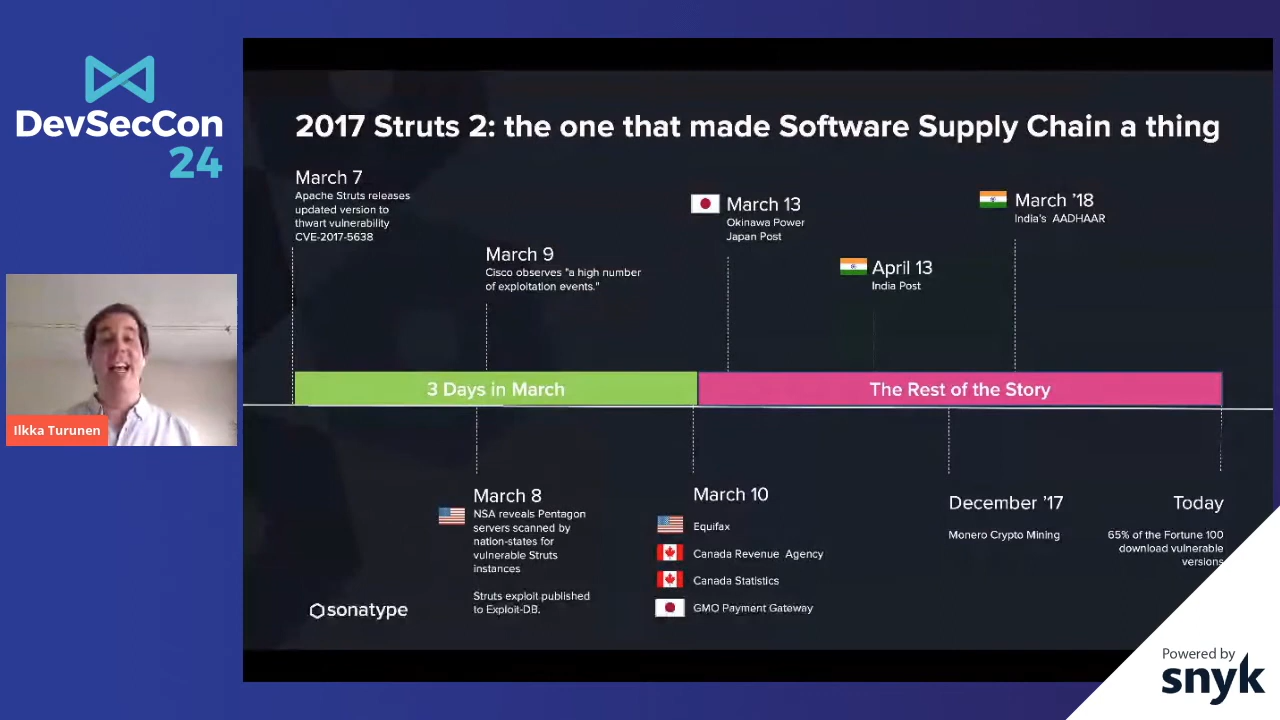 DevSecCon
24
Ilkka Turunen
2017 Struts 2: the one that made Software Supply Chain a thing
March 7
Apache Struts releases
updated version to
thwart vulnerability
CVE-2017-5638
March 9
Cisco observes "a high number
of exploitation events."
March 13
Okinawa Power
Japan Post
April 13
India Post
March ’18
India's AADHAAR
3 Days in March
The Rest of the Story
March 8
NSA reveals Pentagon
servers scanned by
nation-states for
vulnerable Struts
instances
Struts exploit published
to Exploit-DB.
March 10
Equifax
Canada Revenue Agency
Canada Statistics
GMO Payment Gateway
December ’17
Monero Crypto Mining
Today
65% of the Fortune 100
download vulnerable
versions
sonatype
Powered by
snyk